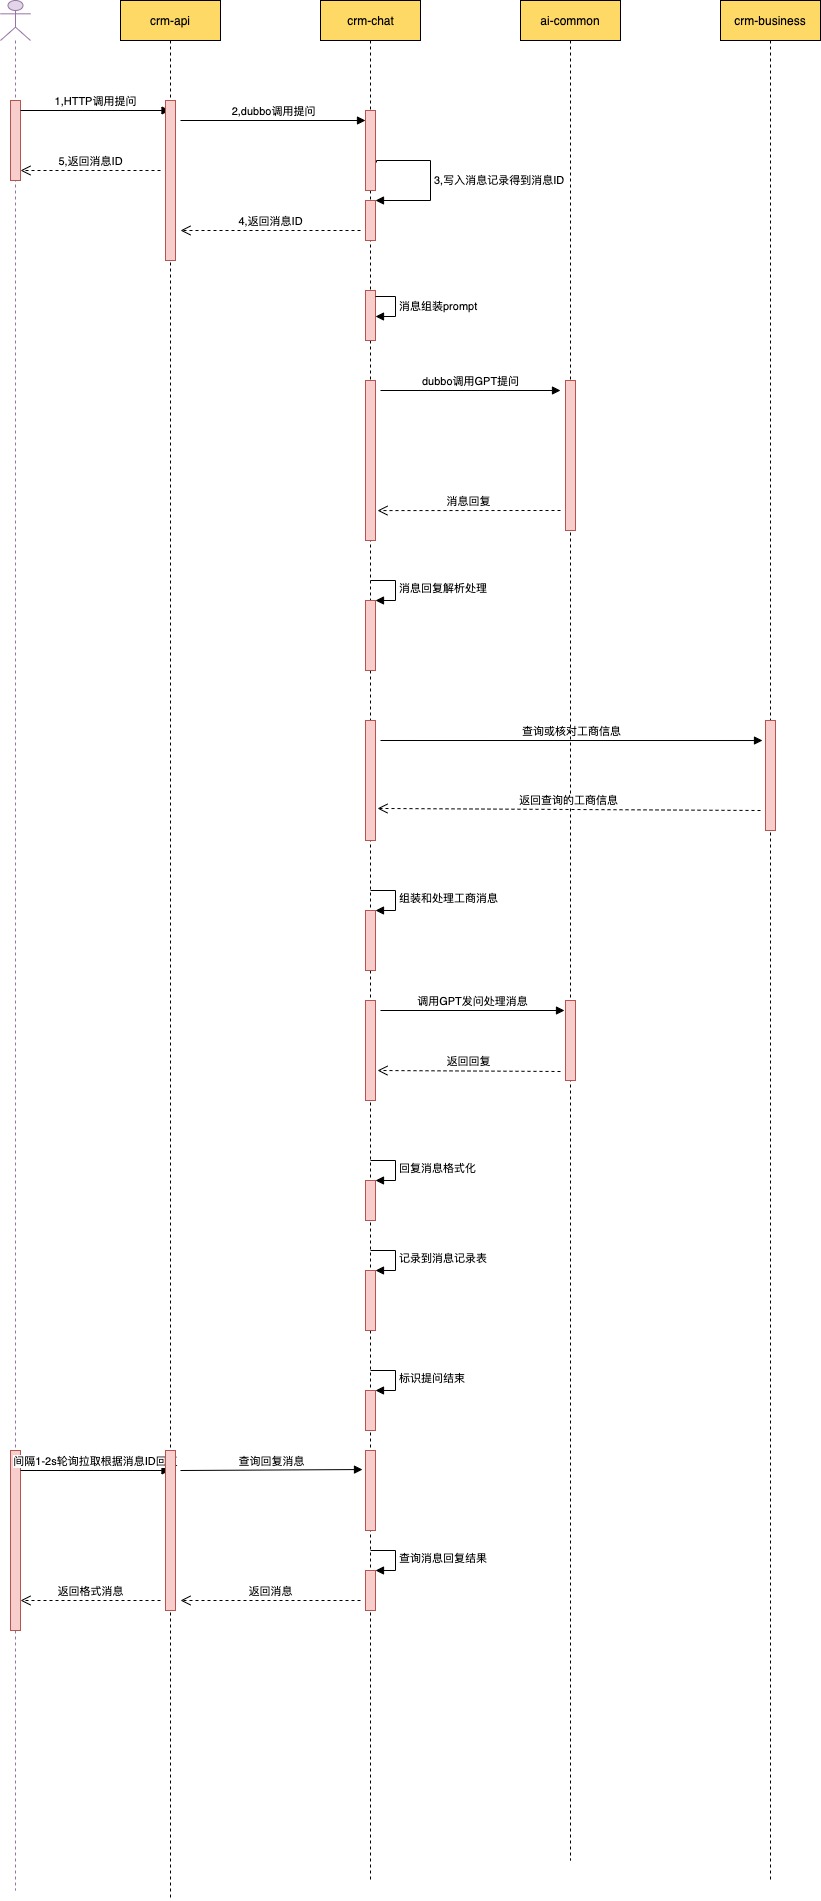 crm-api
crm-chat
ai-common
crm-business
1,HTTP调用提问
2,dubbo调用提问
5,返回消息ID
3,写入消息记录得到消息ID
4,返回消息ID
消息组装prompt
dubbo调用GPT提问
消息回复
消息回复解析处理
查询或核对工商信息
返回查询的工商信息
组装和处理工商消息
调用GPT发问处理消息
返回回复
回复消息格式化
记录到消息记录表
标识提问结束
间隔1-2s轮询拉取根据消息ID回
查询回复消息
查询消息回复结果
返回格式消息
返回消息